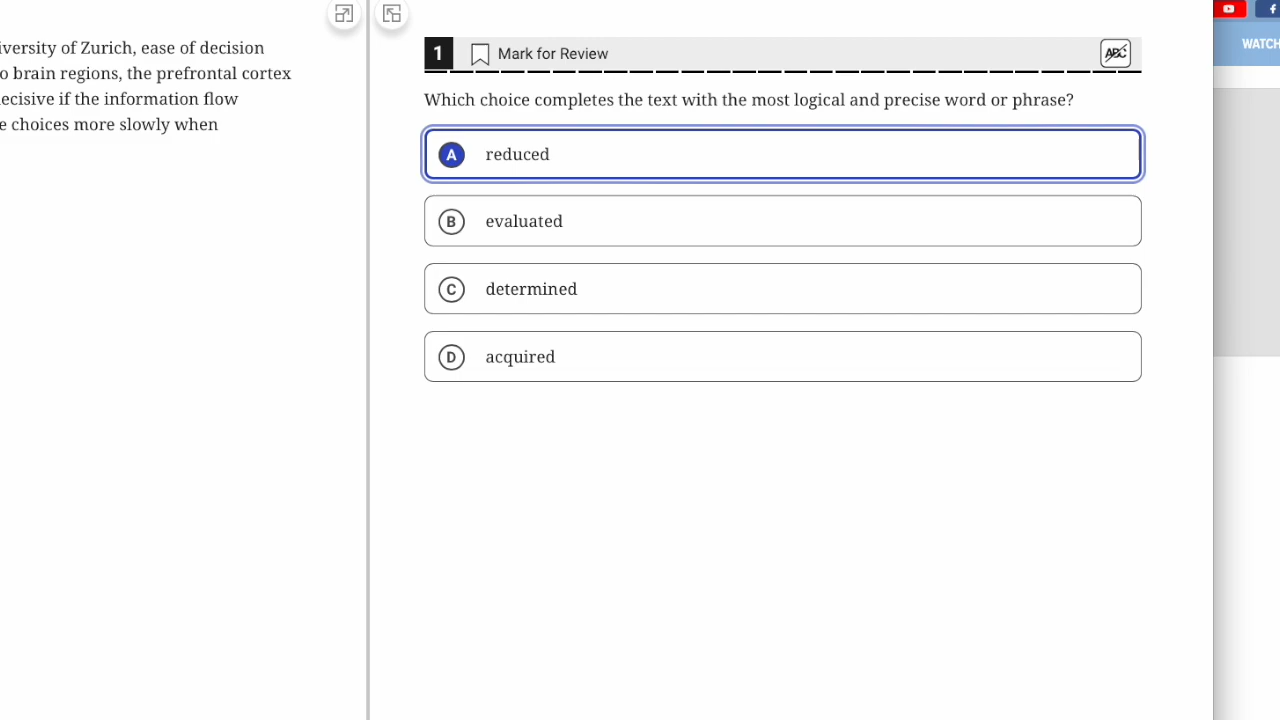 iversity of Zurich, ease of decision
o brain regions, the prefrontal cortex
ecisive if the information flow
e choices more slowly when
1 Mark for Review ABC
Which choice completes the text with the most logical and precise word or phrase?
A reduced
B evaluated
C determined
D acquired
WATCH